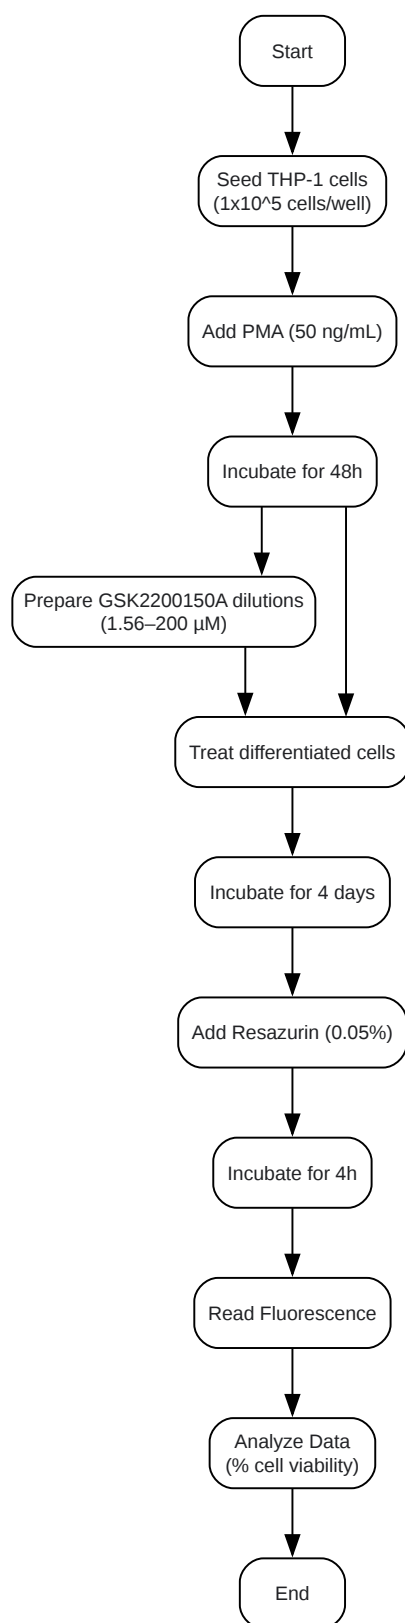 Start
Seed THP-1 cells
(1x10^5 cells/well)
Add PMA (50 ng/mL)
Incubate for 48h
Prepare GSK2200150A dilutions
(1.56–200 µM)
Treat differentiated cells
Incubate for 4 days
Add Resazurin (0.05%)
Incubate for 4h
Read Fluorescence
Analyze Data
(% cell viability)
End